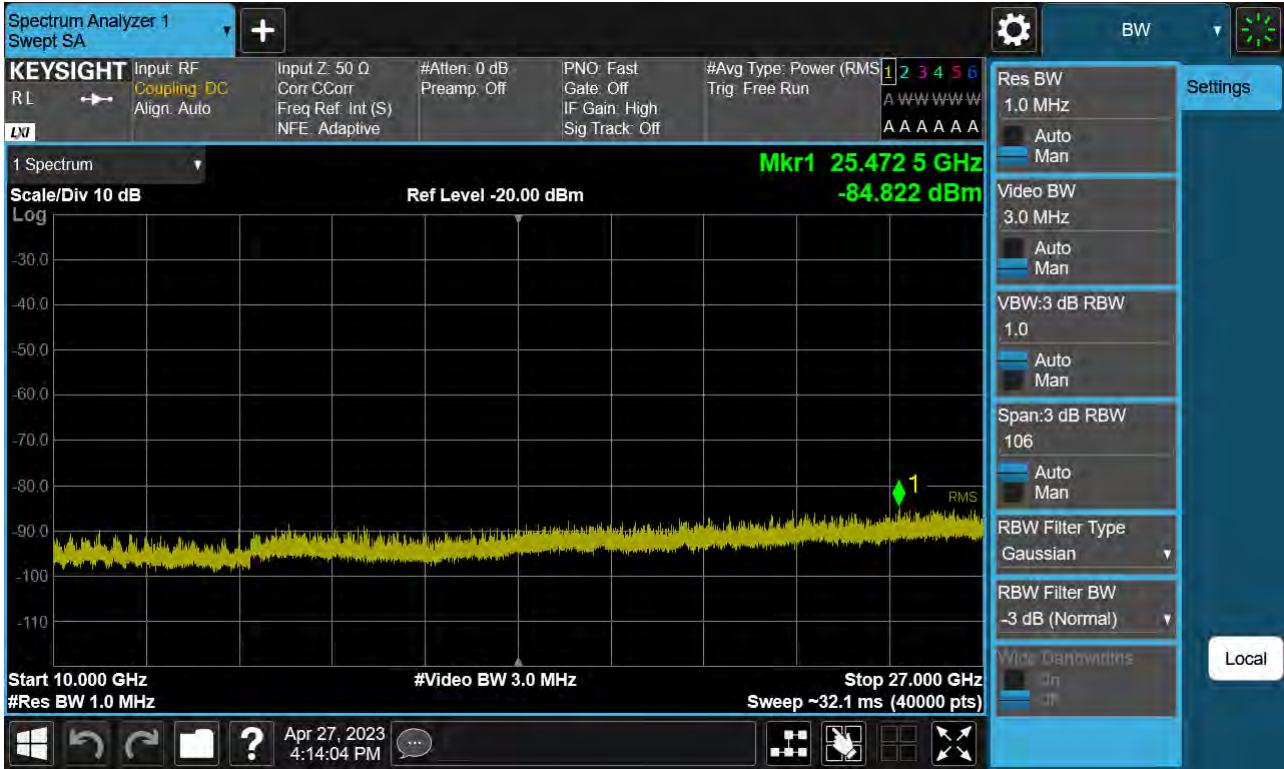 Spectrum Analyzer 1
Swept SA
+
BW
KEYSIGHT
R L
LXI
Input: RF
Coupling: DC
Align: Auto
Input Z: 50 Ω
Corr CCorr
Freq Ref: Int (S)
NFE: Adaptive
#Atten: 0 dB
Preamp: Off
PNO: Fast
Gate: Off
IF Gain: High
Sig Track: Off
#Avg Type: Power (RMS
Trig: Free Run
1 2 3 4 5 6
A W W W W W
A A A A A A
1 Spectrum
Mkr1 25.472 5 GHz
Scale/Div 10 dB
Ref Level -20.00 dBm
-84.822 dBm
Log
-30.0
-40.0
-50.0
-60.0
-70.0
-80.0
1
RMS
-90.0
-100
-110
Start 10.000 GHz
#Video BW 3.0 MHz
Stop 27.000 GHz
#Res BW 1.0 MHz
Sweep ~32.1 ms (40000 pts)
Res BW
1.0 MHz
Auto
Man
Video BW
3.0 MHz
Auto
Man
VBW:3 dB RBW
1.0
Auto
Man
Span:3 dB RBW
106
Auto
Man
RBW Filter Type
Gaussian
RBW Filter BW
-3 dB (Normal)
Settings
Local
?
Apr 27, 2023
4:14:04 PM